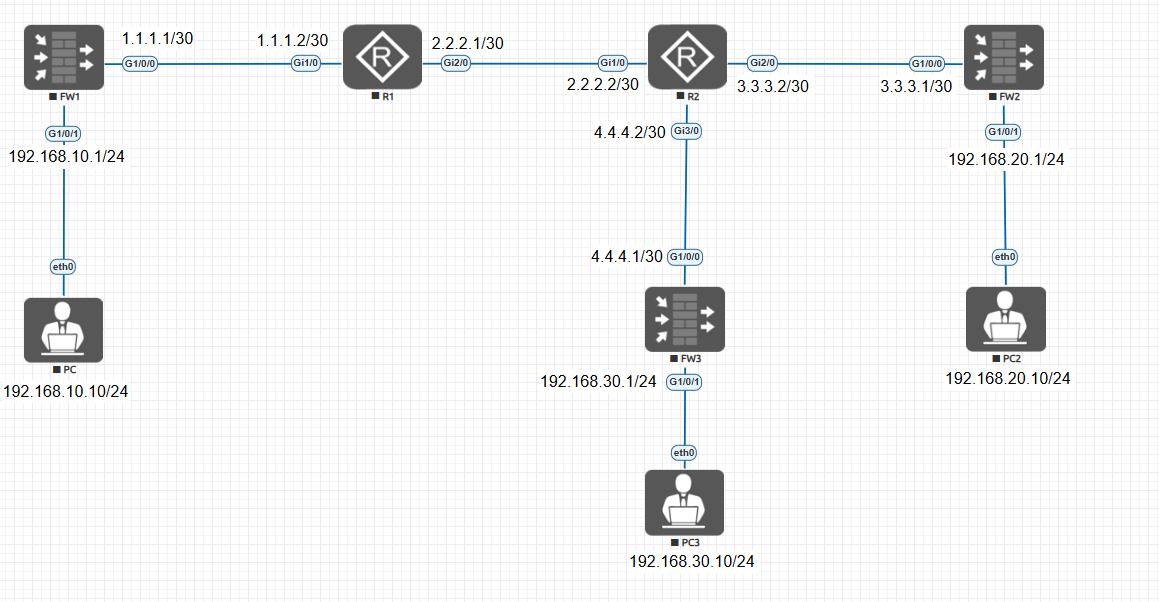 1.1.1.1/30
G1/0/0
FW1
G1/0/1
192.168.10.1/24
eth0
PC
192.168.10.10/24
1.1.1.2/30
Gi1/0
R
R1
2.2.2.1/30
Gi2/0
Gi1/0
2.2.2.2/30
R
R2
Gi2/0
3.3.3.2/30
G1/0/0
3.3.3.1/30
FW2
G1/0/1
192.168.20.1/24
eth0
PC2
192.168.20.10/24
4.4.4.2/30
Gi3/0
4.4.4.1/30
G1/0/0
FW3
192.168.30.1/24
G1/0/1
eth0
PC3
192.168.30.10/24